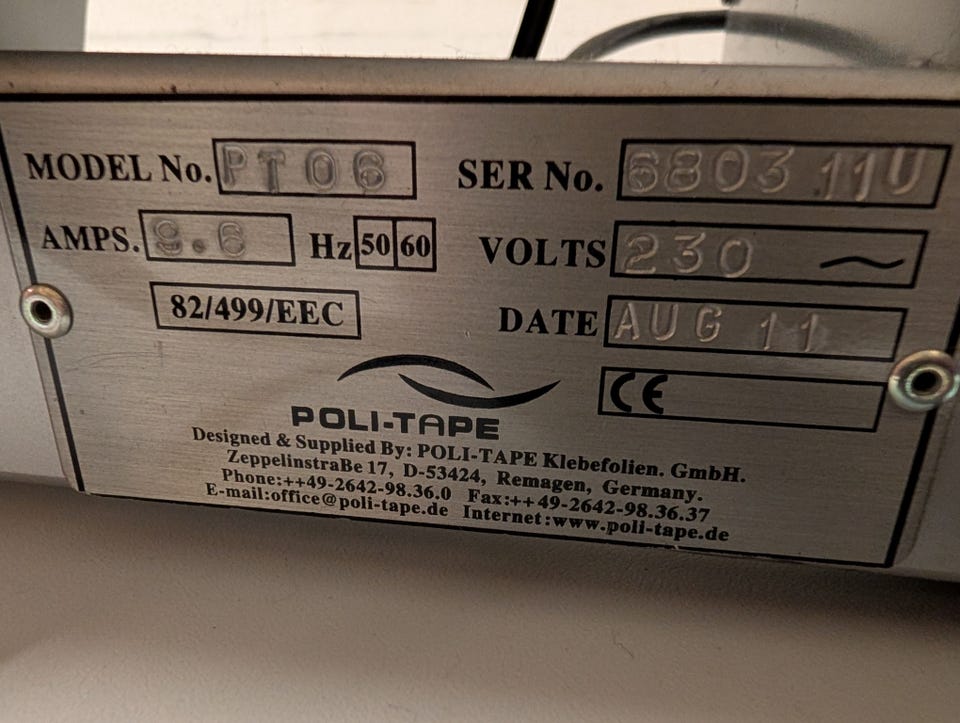 MODEL No. PT06 SER No. 6803 11U
AMPS. 9.6 Hz 50 60 VOLTS 230 ~
82/499/EEC DATE AUG 11
CE
POLI-TAPE
Designed & Supplied By: POLI-TAPE Klebefolien. GmbH.
ZeppelinstraBe 17, D-53424, Remagen, Germany.
Phone:++49-2642-98.36.0 Fax:++49-2642-98.36.37
E-mail:office@poli-tape.de Internet:www.poli-tape.de